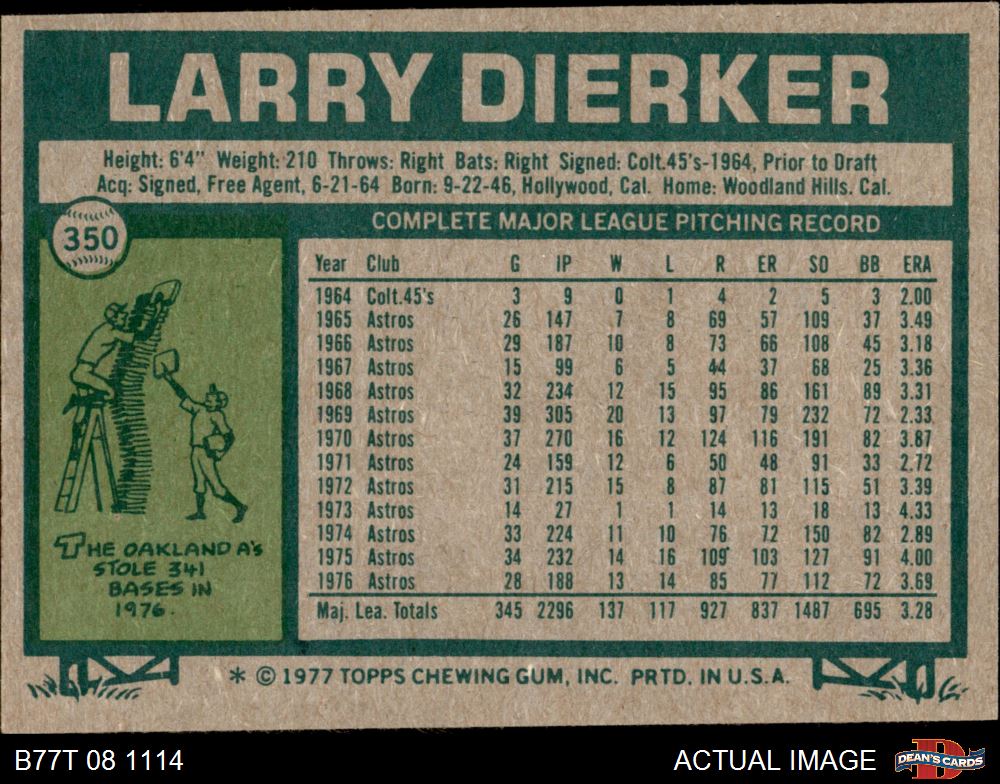 LARRY DIERKER
Height: 6'4" Weight: 210 Throws: Right Bats: Right Signed: Colt.45's-1964, Prior to Draft
Acq: Signed, Free Agent, 6-21-64 Born: 9-22-46, Hollywood, Cal. Home: Woodland Hills. Cal.
350
COMPLETE MAJOR LEAGUE PITCHING RECORD
Year Club G IP W L R ER SO BB ERA
1964 Colt.45's 3 9 0 1 4 2 5 3 2.00
1965 Astros 26 147 7 8 69 57 109 37 3.49
1966 Astros 29 187 10 8 73 66 108 45 3.18
1967 Astros 15 99 6 5 44 37 68 25 3.36
1968 Astros 32 234 12 15 95 86 161 89 3.31
1969 Astros 39 305 20 13 97 79 232 72 2.33
1970 Astros 37 270 16 12 124 116 191 82 3.87
1971 Astros 24 159 12 6 50 48 91 33 2.72
1972 Astros 31 215 15 8 87 81 115 51 3.39
1973 Astros 14 27 1 1 14 13 18 13 4.33
1974 Astros 33 224 11 10 76 72 150 82 2.89
1975 Astros 34 232 14 16 109 103 127 91 4.00
1976 Astros 28 188 13 14 85 77 112 72 3.69
Maj. Lea. Totals 345 2296 137 117 927 837 1487 695 3.28
THE OAKLAND A's
STOLE 341
BASES IN
1976.
* © 1977 TOPPS CHEWING GUM, INC. PRTD. IN U.S.A.
B77T 08 1114
ACTUAL IMAGE
DEAN'S CARDS